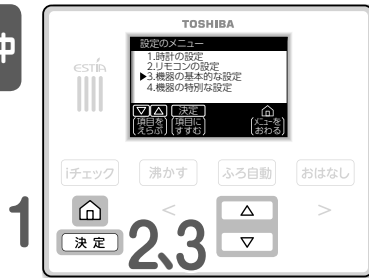 中
TOSHIBA
ESTÍA
設定のメニュー
1.時計の設定
2.リモコンの設定
▶3.機器の基本的な設定
4.機器の特別な設定
▽△ 決定
項目を えらぶ
項目に すすむ
メニューを おわる
iチェック 沸かす ふろ自動 おはなし
< △ >
決定 ▽
1 2、3